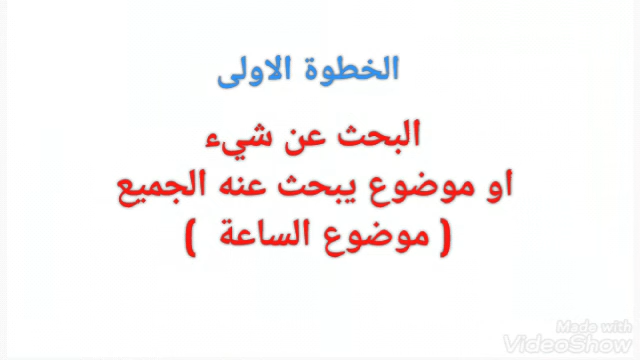 الخطوة الاولى
البحث عن شيء
او موضوع يبحث عنه الجميع
( موضوع الساعة )
Made with
VideoShow